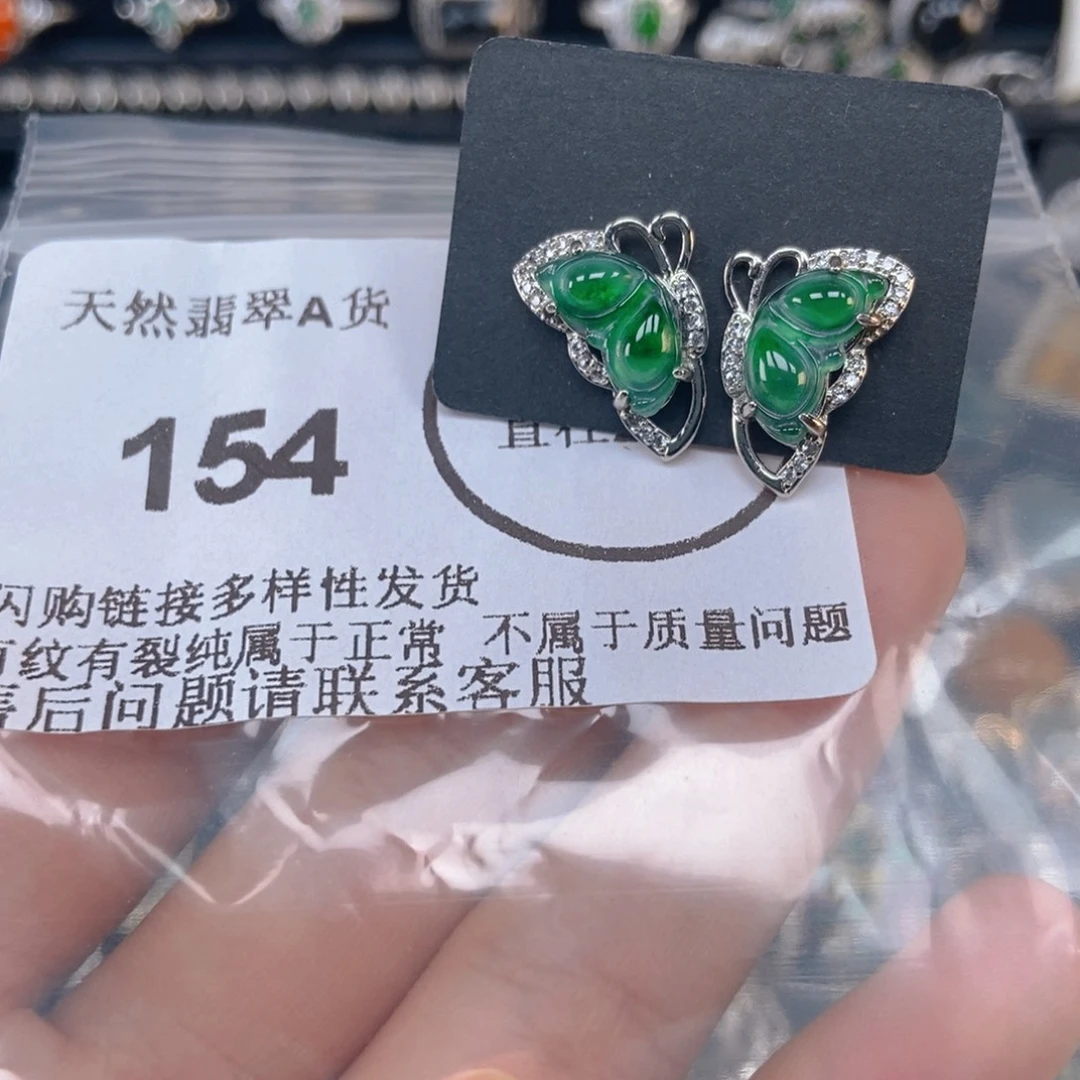 天然翡翠A货
154
闪购链接多样性发货
有纹有裂纯属于正常 不属于质量问题
售后问题请联系客服